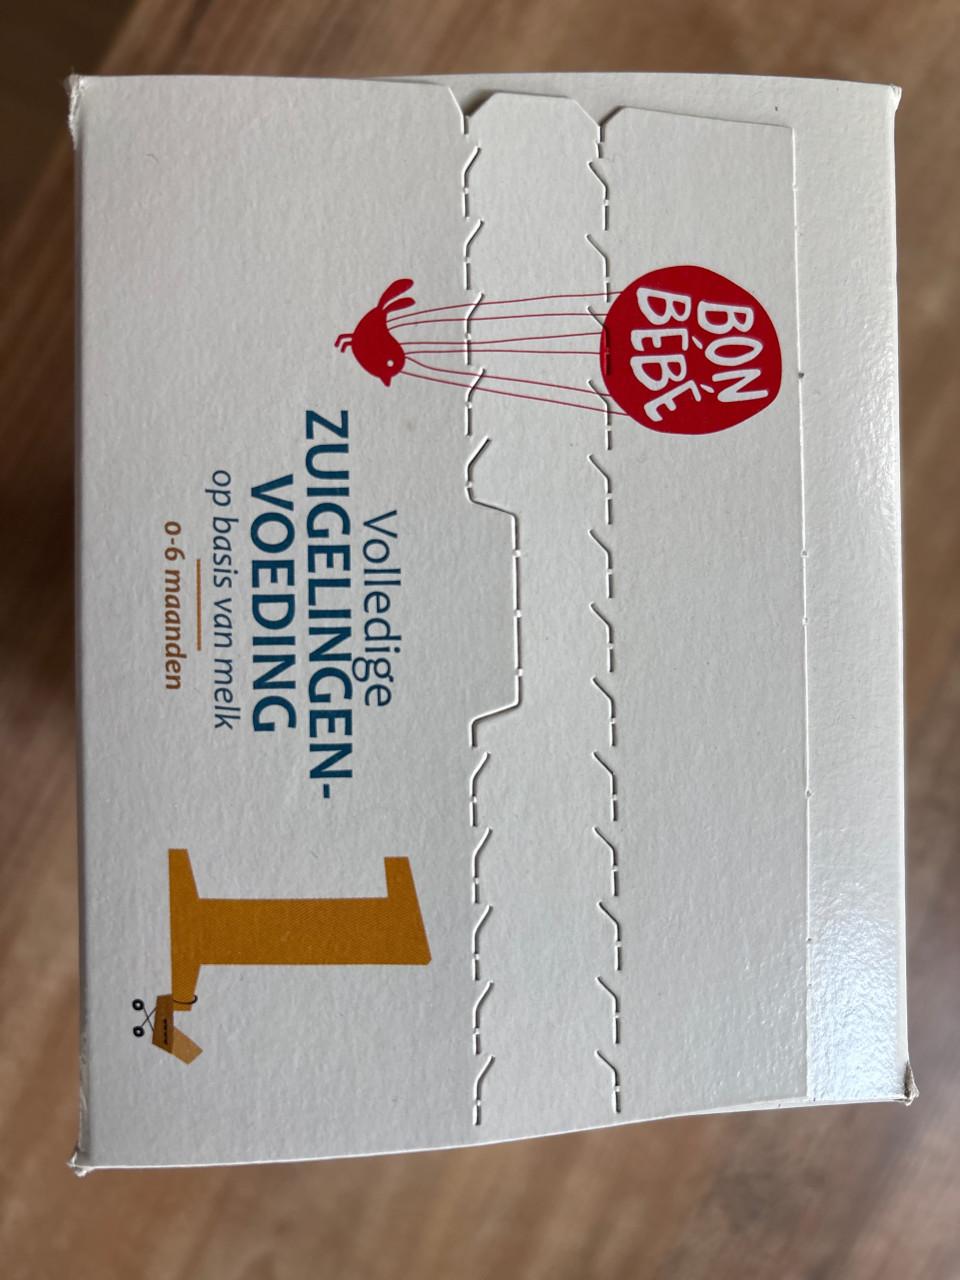 BON
BÉBÉ
Volledige
ZUIGELINGEN-
VOEDING
op basis van melk
0-6 maanden
1